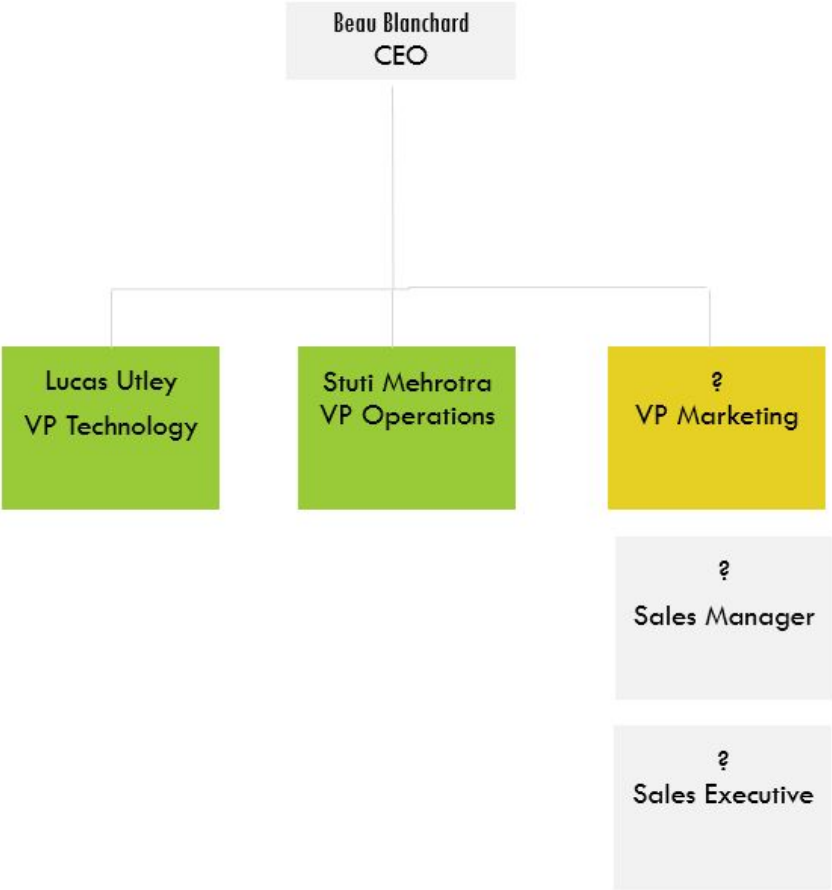 Beau Blanchard
CEO
Lucas Utley
VP Technology
Stuti Mehrotra
VP Operations
?
VP Marketing
?
Sales Manager
?
Sales Executive